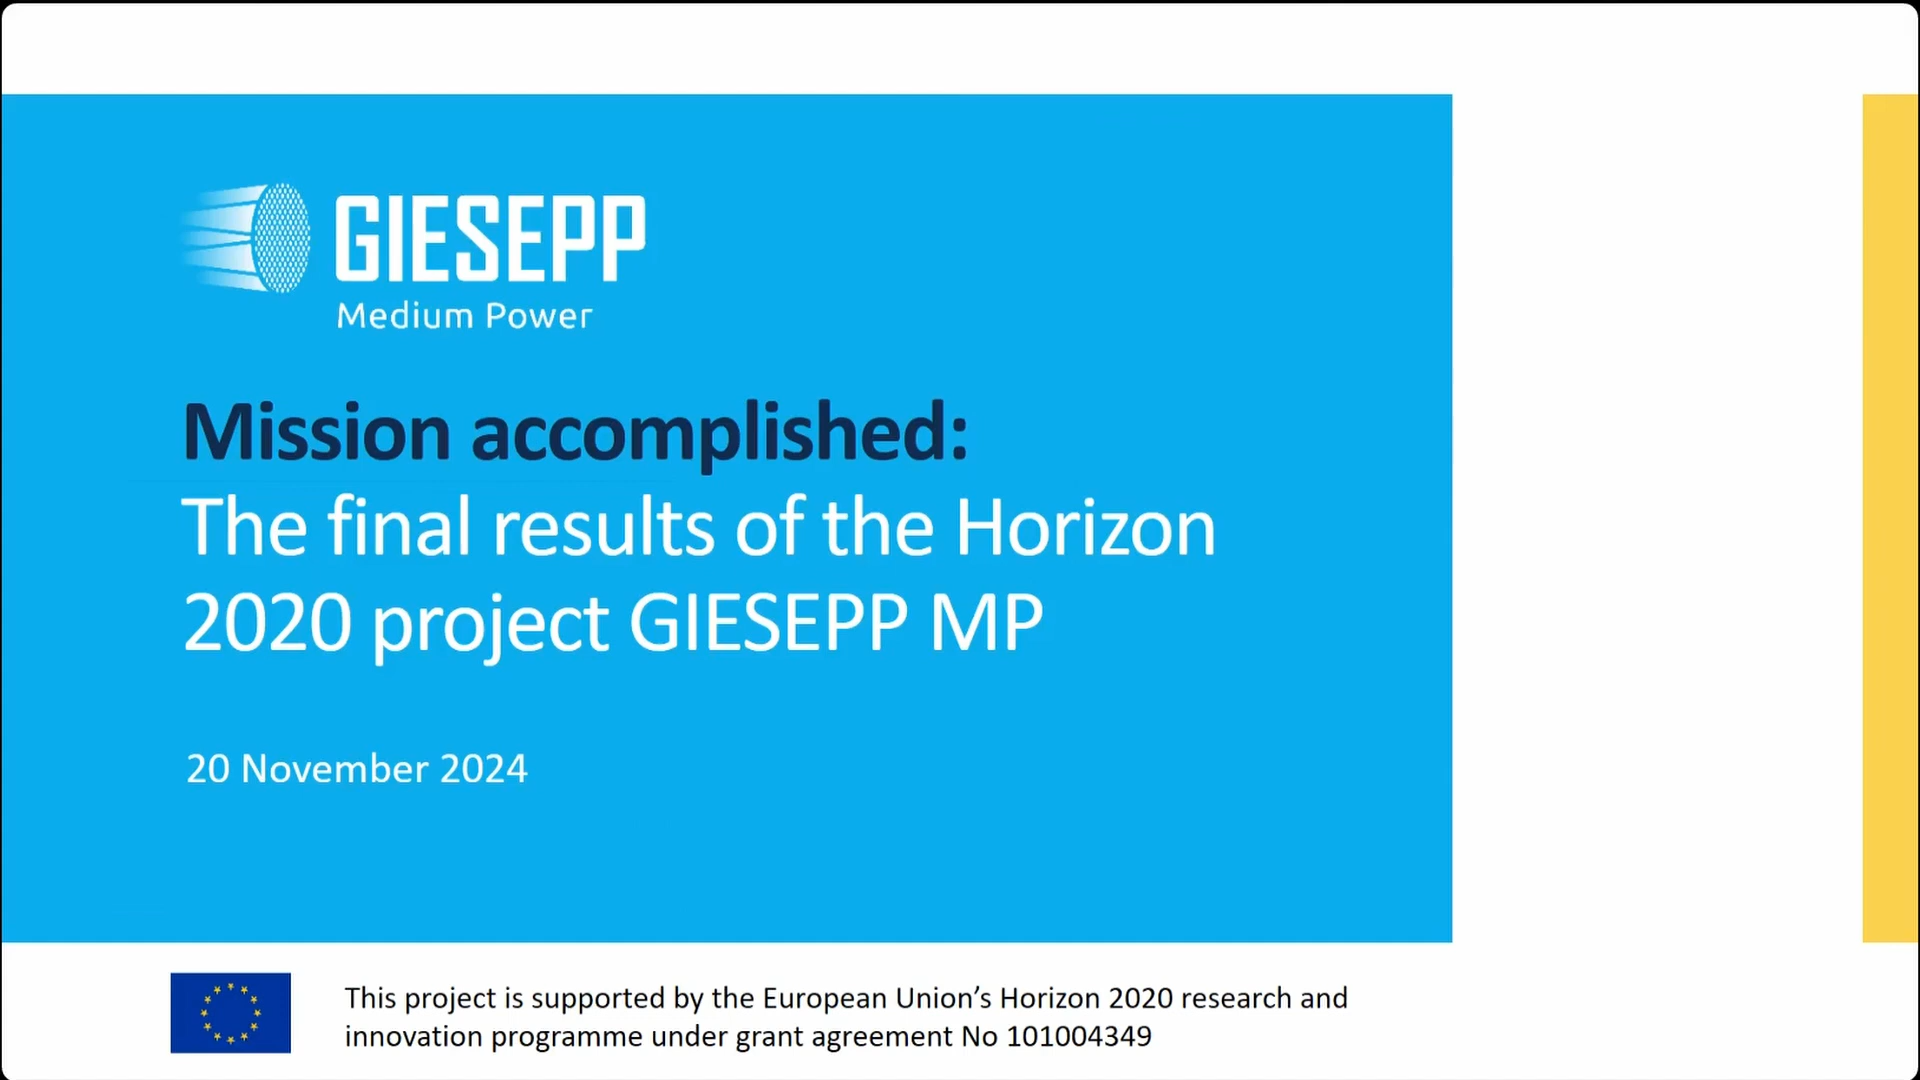 GIESEPP
Medium Power
Mission accomplished:
The final results of the Horizon
2020 project GIESEPP MP
20 November 2024
This project is supported by the European Union’s Horizon 2020 research and
innovation programme under grant agreement No 101004349